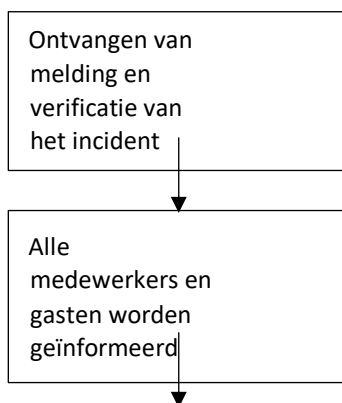 Ontvangen van
melding en
verificatie van
het incident
Alle
medewerkers en
gasten worden
geïnformeerd